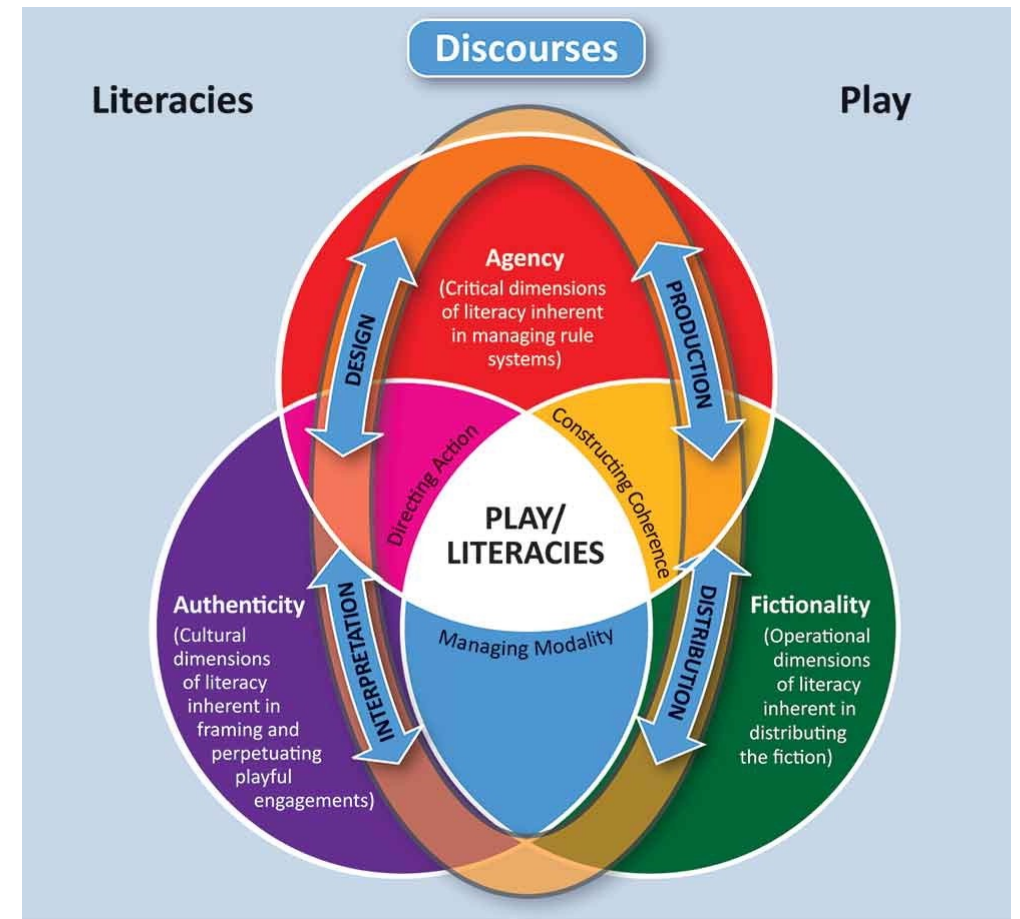 Discourses
Literacies
Play
Agency
(Critical dimensions
of literacy inherent
in managing rule
systems)
DESIGN
PRODUCTION
Directing Action
Constructing Coherence
PLAY/
LITERACIES
Authenticity
(Cultural
dimensions
of literacy
inherent in
framing and
perpetuating
playful
engagements)
INTERPRETATION
Managing Modality
DISTRIBUTION
Fictionality
(Operational
dimensions
of literacy
inherent in
distributing
the fiction)